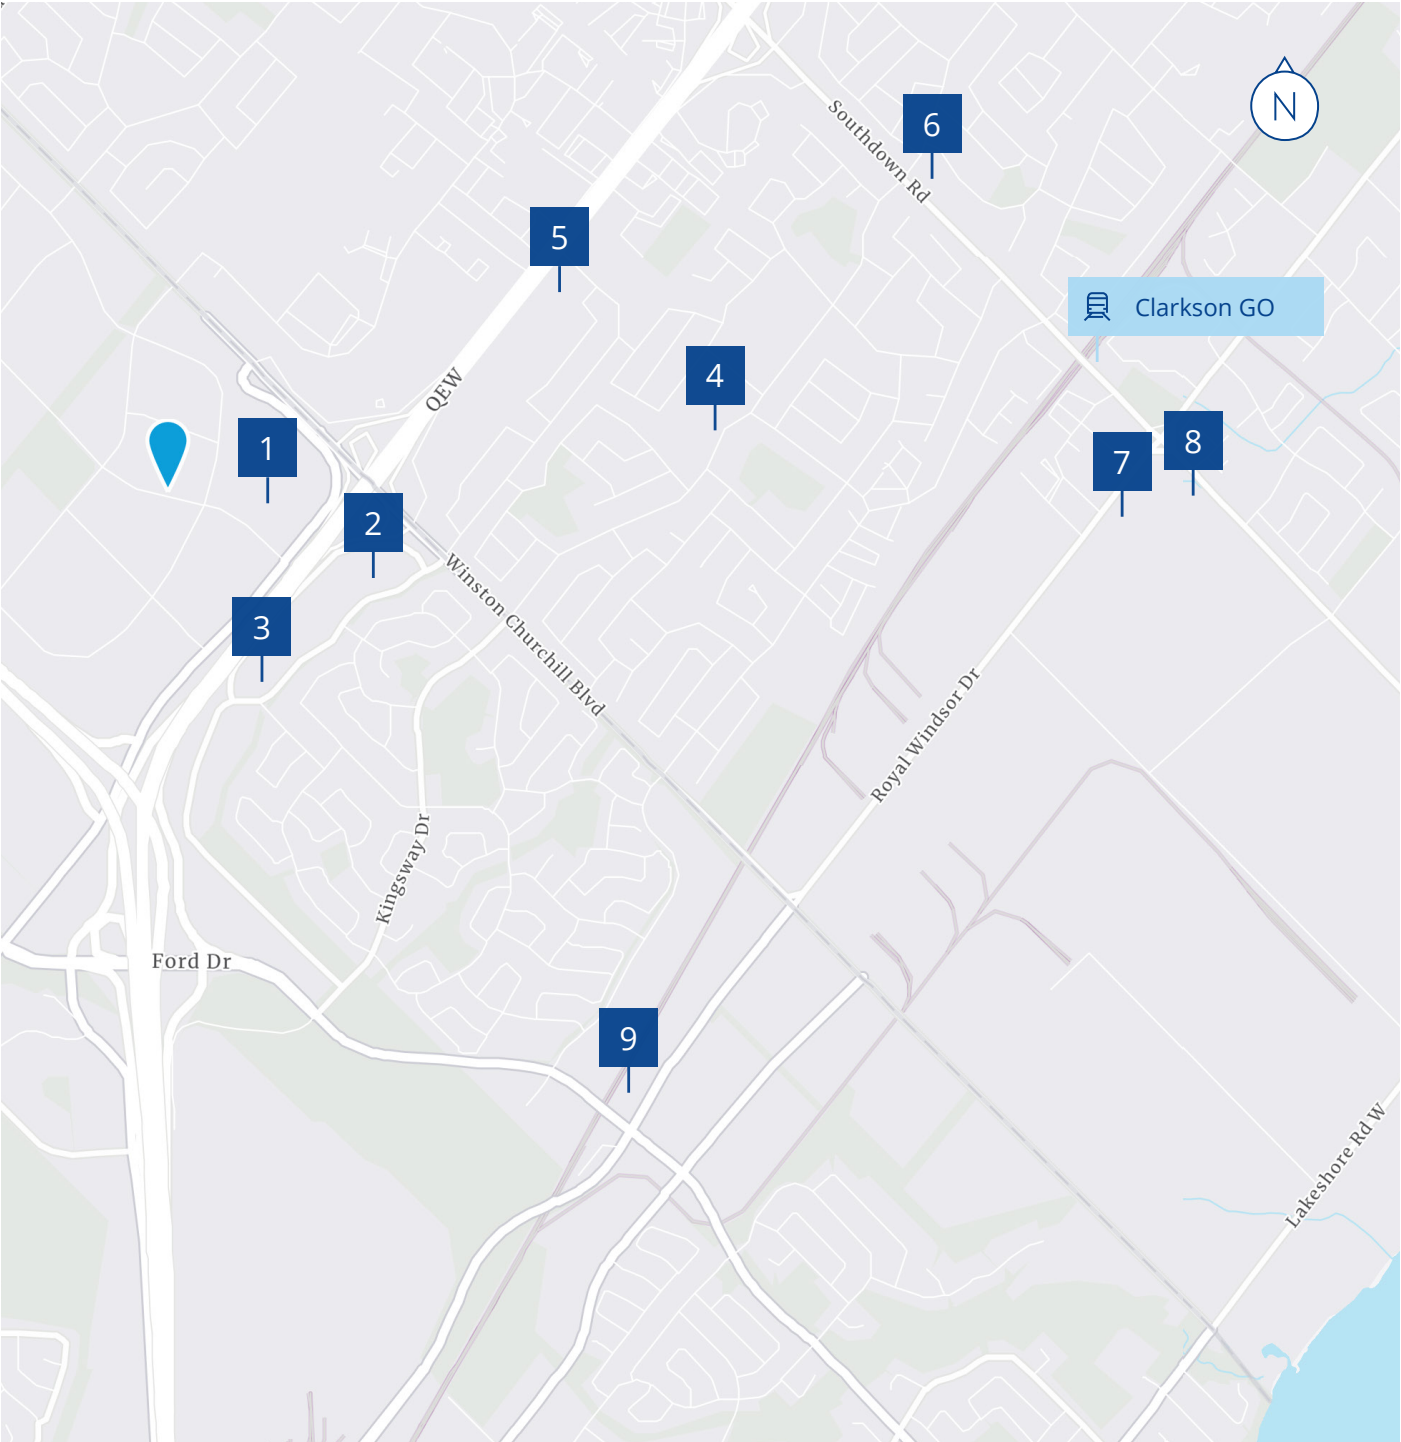 6
N
Southdown Rd
5
Clarkson GO
4
QEW
1
8
7
2
Winston Churchill Blvd
3
Royal Windsor Dr
Kingsway Dr
Ford Dr
9
Lakeshore Rd W